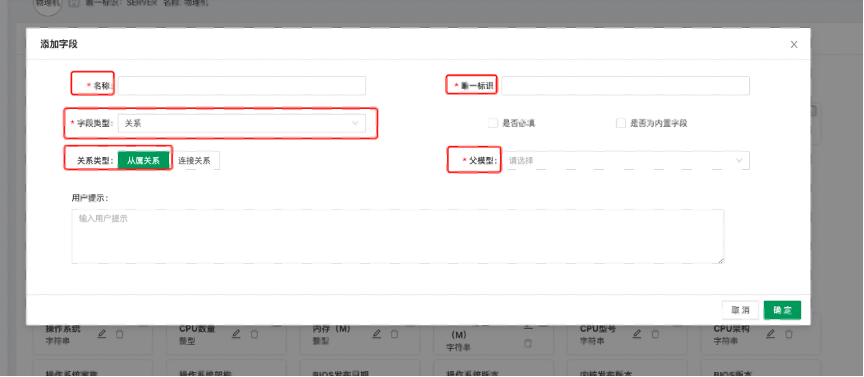 物理机 唯一标识: SERVER 名称: 物理机
添加字段
* 名称:
* 唯一标识
* 字段类型: 关系
是否必填
是否为内置字段
关系类型: 从属关系 连接关系
* 父模型: 请选择
用户提示:
输入用户提示
取 消 确 定
操作系统
字符串
CPU数量
整型
内存（M）
整型
（M）
字符串
CPU型号
字符串
CPU架构
字符串
操作系统架构
BIOS发布日期
操作系统版本
内核发布版本
BIOS版本